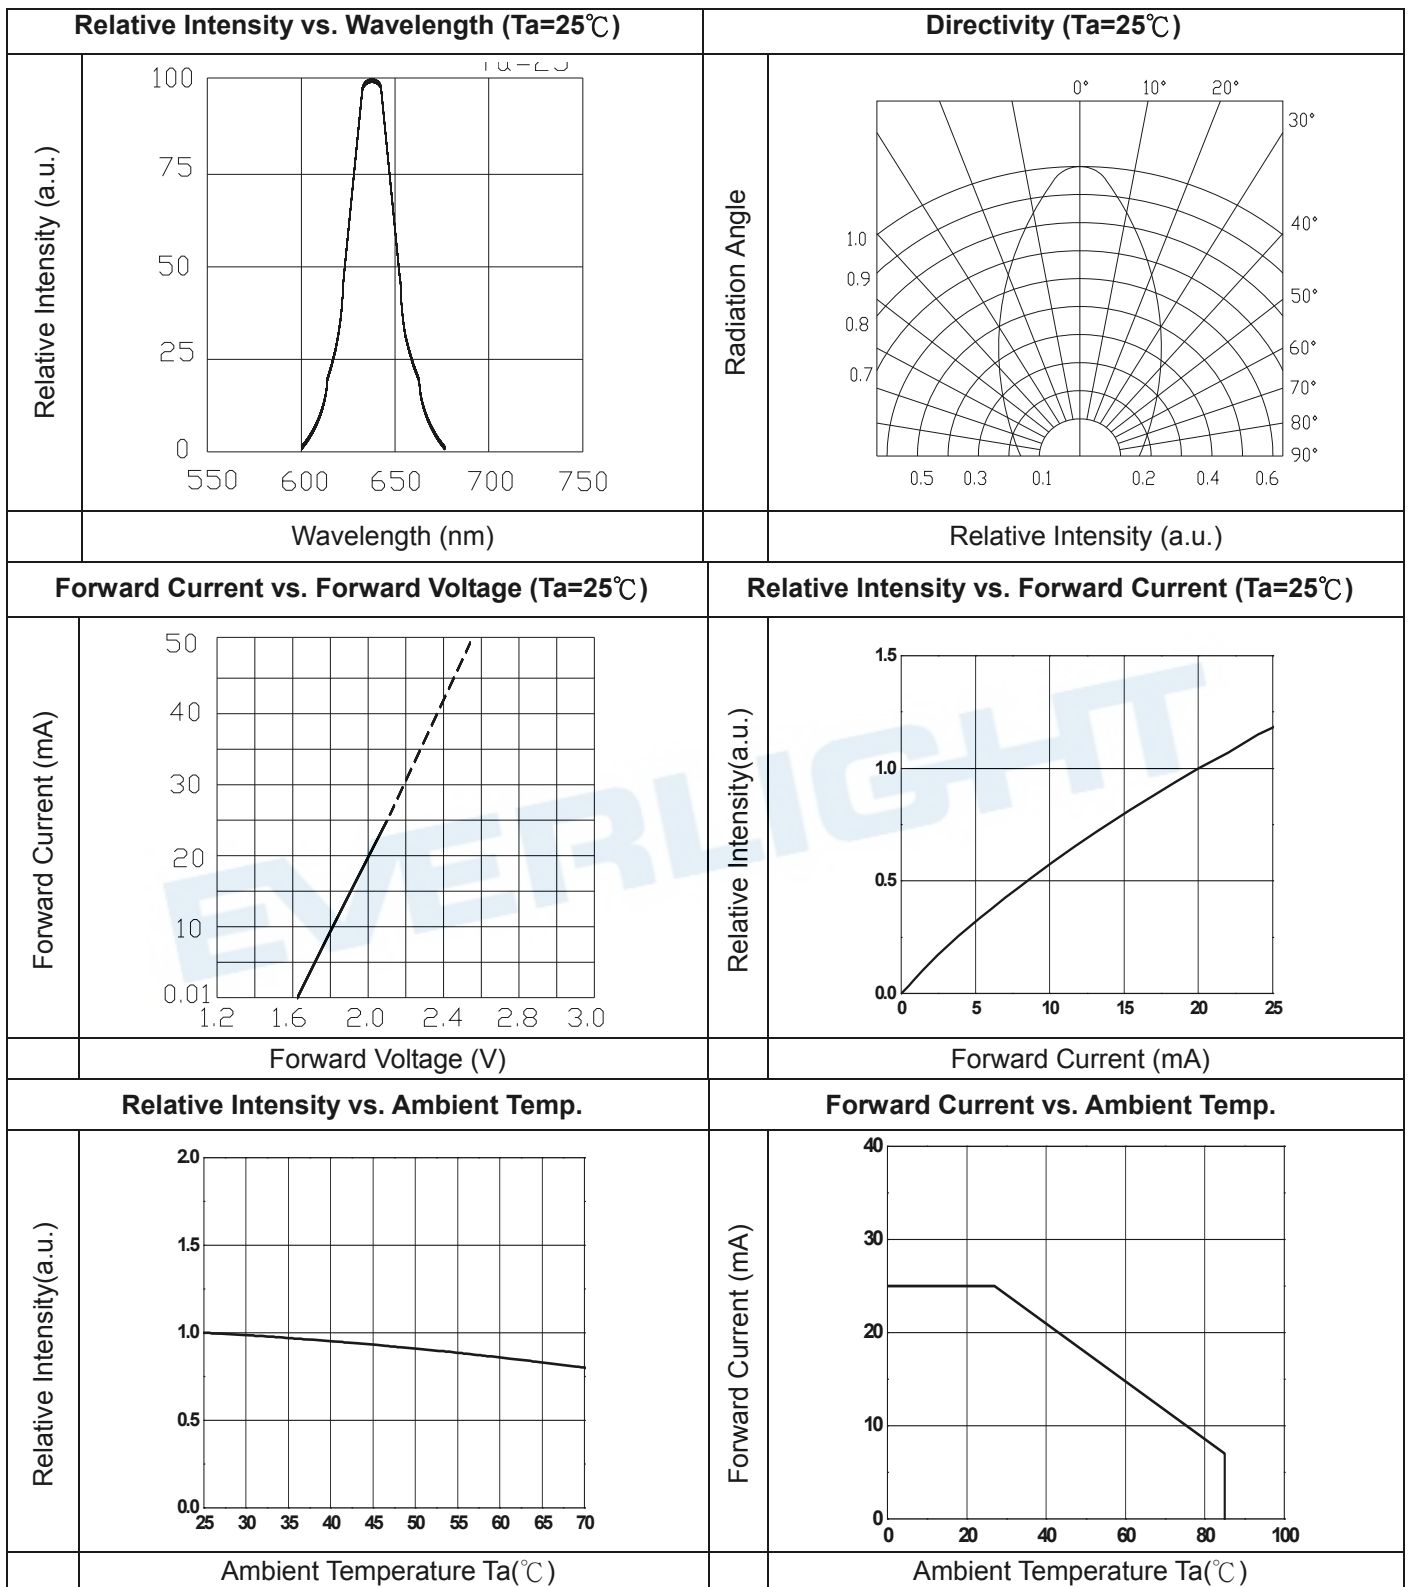 Relative Intensity vs. Wavelength (Ta=25℃)
Directivity (Ta=25℃)
Relative Intensity (a.u.)
100
75
50
25
0
550 600 650 700 750
Wavelength (nm)
Radiation Angle
0° 10° 20°
30°
40°
50°
60°
70°
80°
90°
1.0
0.9
0.8
0.7
0.5 0.3 0.1 0.2 0.4 0.6
Relative Intensity (a.u.)
Forward Current vs. Forward Voltage (Ta=25℃)
Relative Intensity vs. Forward Current (Ta=25℃)
Forward Current (mA)
50
40
30
20
10
0.01
1.2 1.6 2.0 2.4 2.8 3.0
Forward Voltage (V)
Relative Intensity(a.u.)
1.5
1.0
0.5
0.0
0 5 10 15 20 25
Forward Current (mA)
EVERLIGHT
Relative Intensity vs. Ambient Temp.
Forward Current vs. Ambient Temp.
Relative Intensity(a.u.)
2.0
1.5
1.0
0.5
0.0
25 30 35 40 45 50 55 60 65 70
Ambient Temperature Ta(℃)
Forward Current (mA)
40
30
20
10
0
0 20 40 60 80 100
Ambient Temperature Ta(℃)